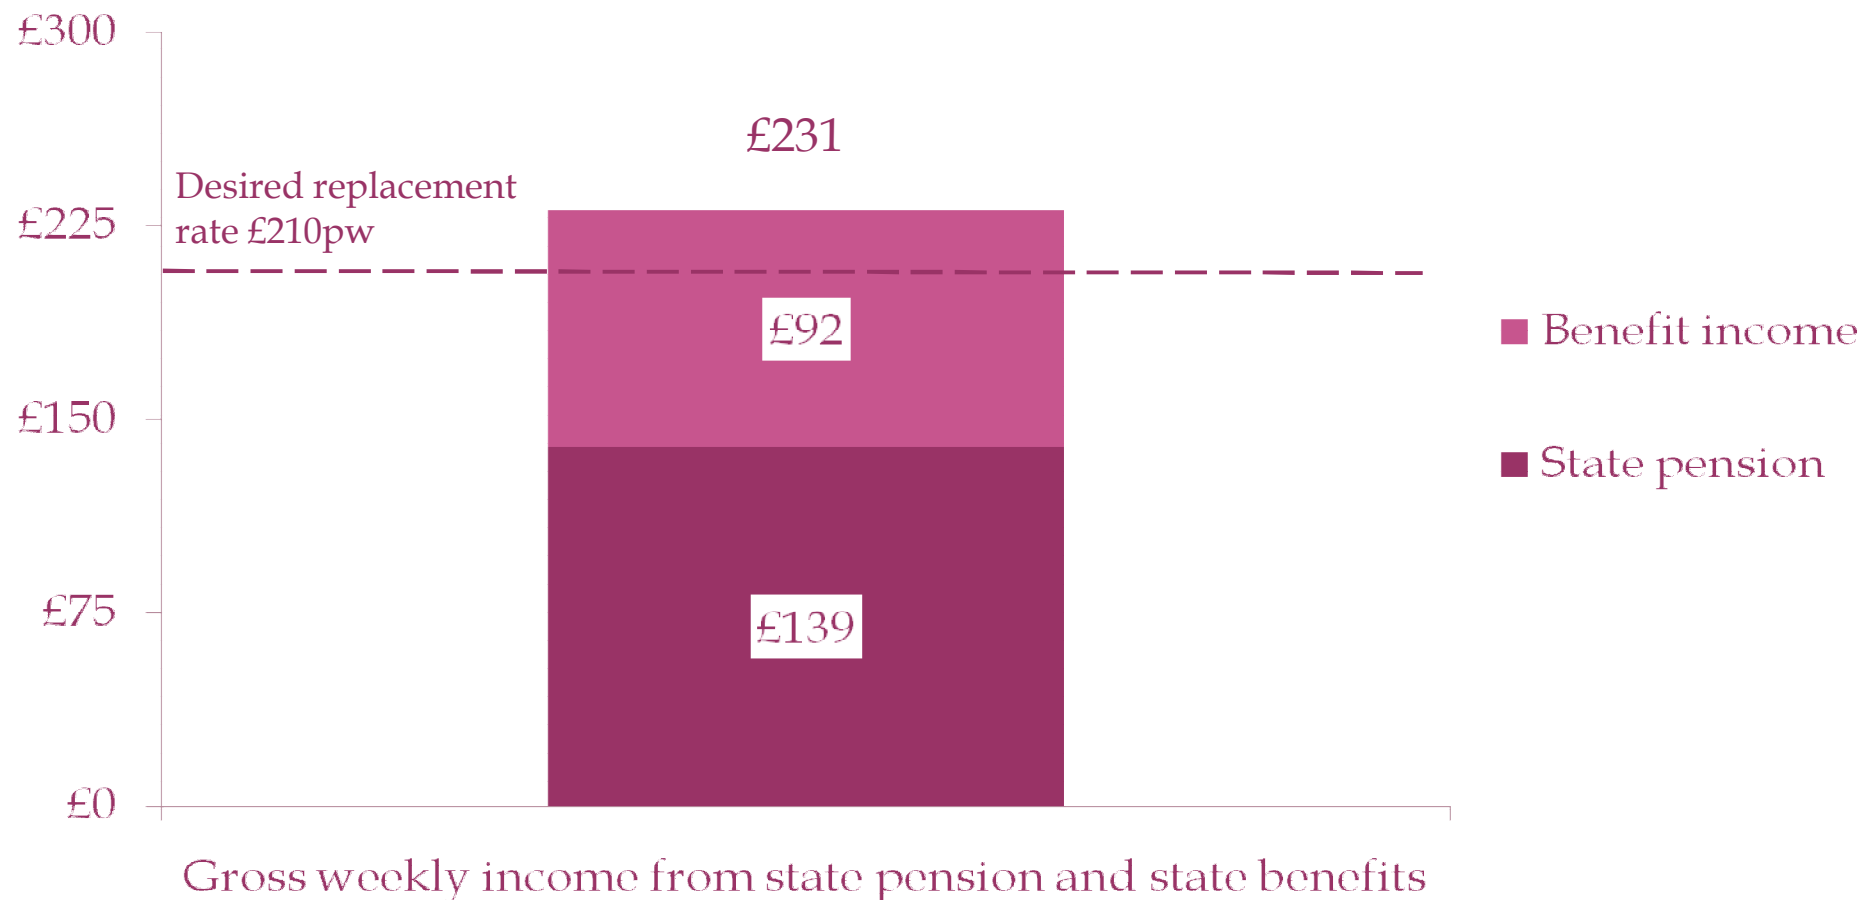 £300
£231
Desired replacement
rate £210pw
£225
£92
Benefit income
£150
State pension
£75
£139
£0
Gross weekly income from state pension and state benefits